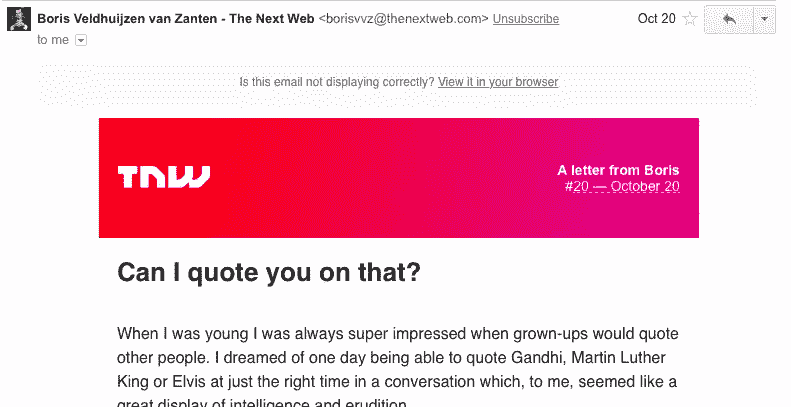 Boris Veldhuijzen van Zanten - The Next Web <borisvvz@thenextweb.com> Unsubscribe Oct 20
to me
Is this email not displaying correctly? View it in your browser
TNW
A letter from Boris
#20 — October 20
Can I quote you on that?
When I was young I was always super impressed when grown-ups would quote
other people. I dreamed of one day being able to quote Gandhi, Martin Luther
King or Elvis at just the right time in a conversation which, to me, seemed like a
great display of intelligence and erudition